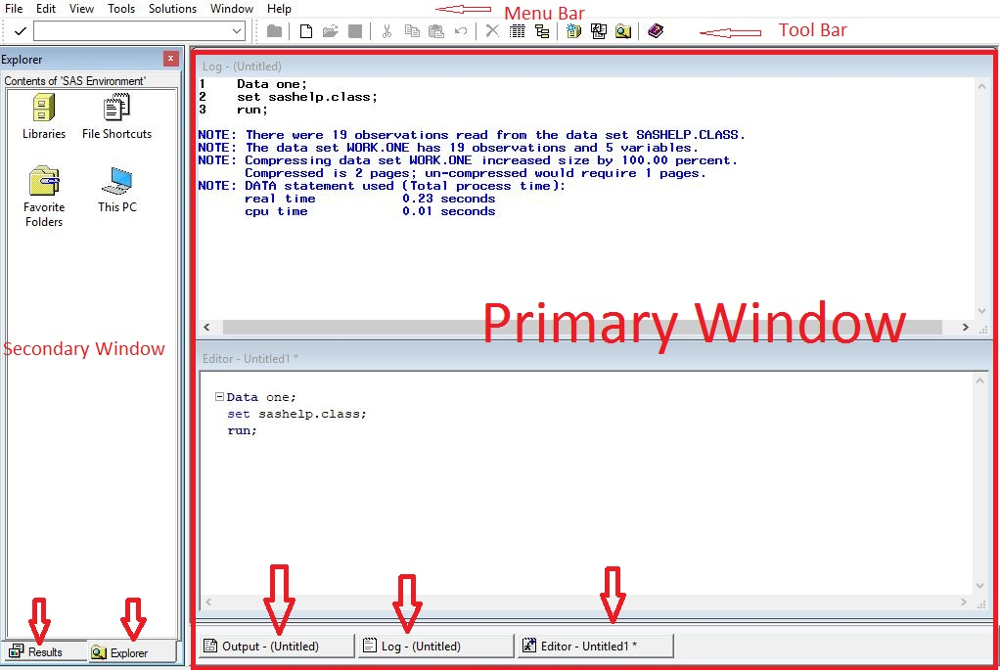 File Edit View Tools Solutions Window Help
Menu Bar
Tool Bar
Explorer
Contents of 'SAS Environment'
Libraries
File Shortcuts
Favorite
Folders
This PC
Secondary Window
Results
Explorer
Log - (Untitled)
1 Data one;
2 set sashelp.class;
3 run;
NOTE: There were 19 observations read from the data set SASHELP.CLASS.
NOTE: The data set WORK.ONE has 19 observations and 5 variables.
NOTE: Compressing data set WORK.ONE increased size by 100.00 percent.
Compressed is 2 pages; un-compressed would require 1 pages.
NOTE: DATA statement used (Total process time):
real time 0.23 seconds
cpu time 0.01 seconds
Primary Window
Editor - Untitled1 *
Data one;
set sashelp.class;
run;
Output - (Untitled)
Log - (Untitled)
Editor - Untitled1 *